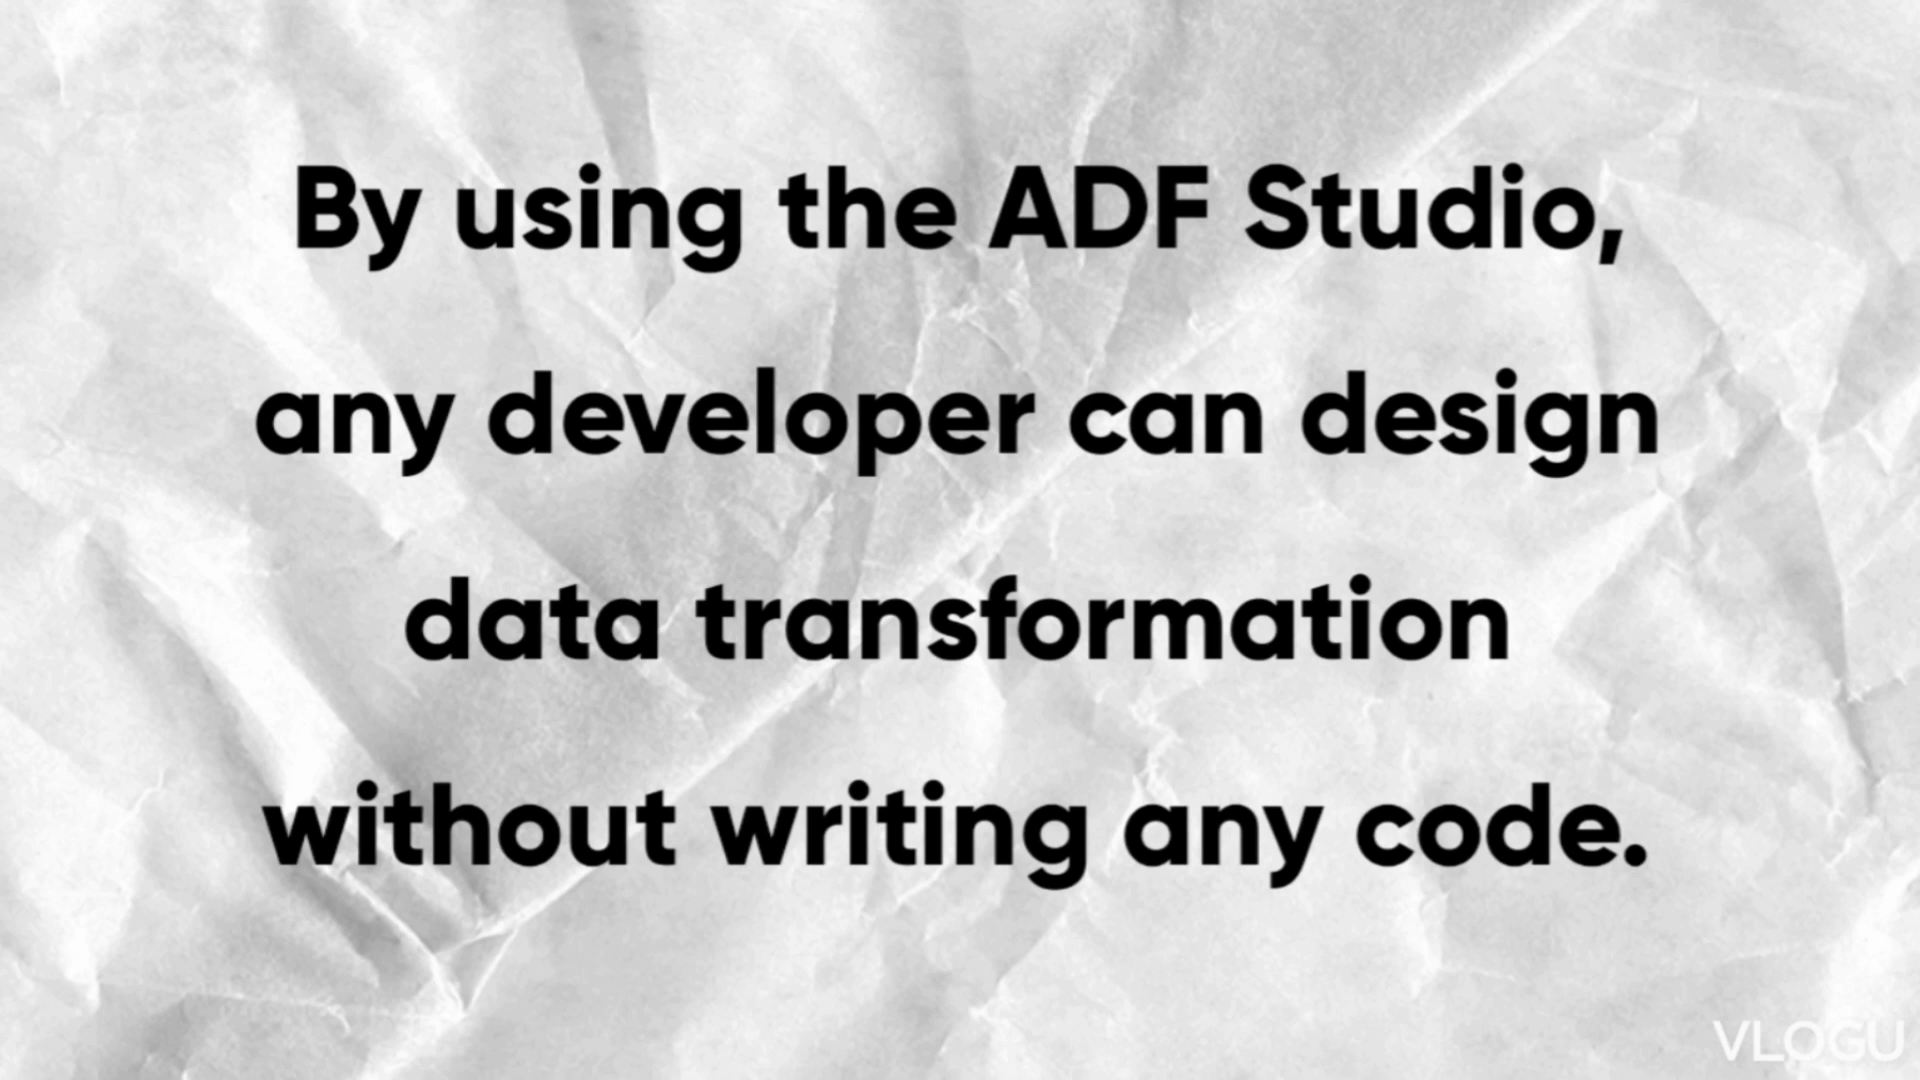 By using the ADF Studio,
any developer can design
data transformation
without writing any code.
VLOGU